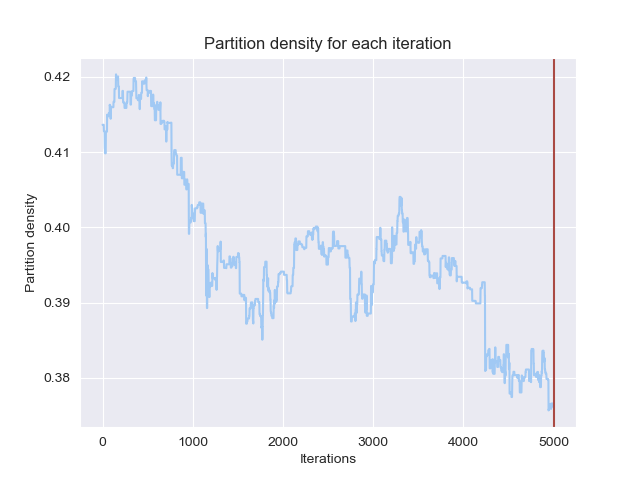 Partition density for each iteration
0.42
0.41
0.40
0.39
0.38
Partition density
0 1000 2000 3000 4000 5000
Iterations